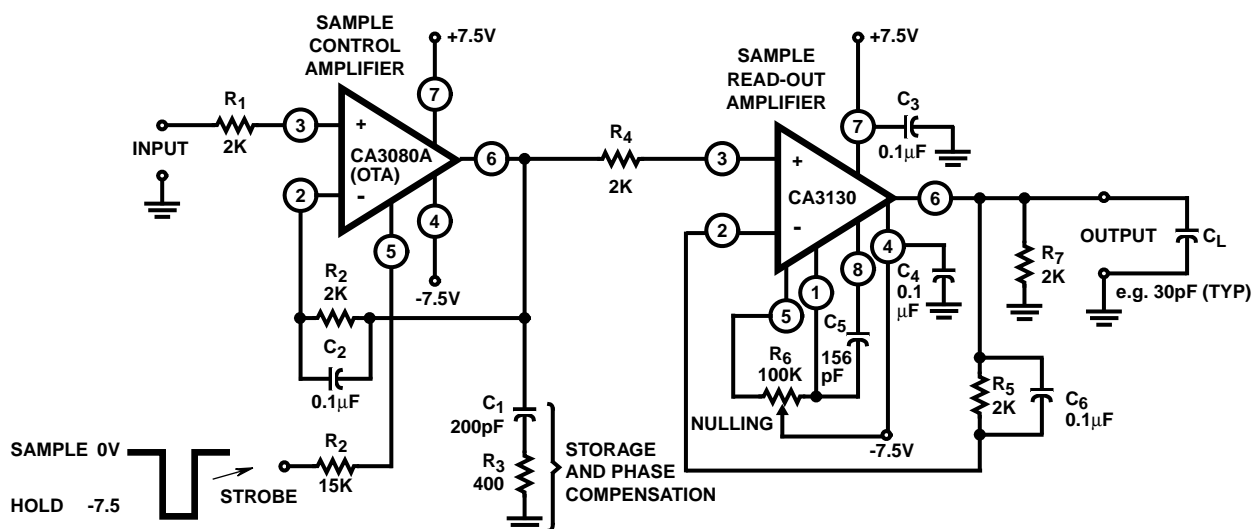 SAMPLE
CONTROL
AMPLIFIER
+7.5V
7
R1
2K
INPUT
3
+
CA3080A
(OTA)
6
2
-
5
4
-7.5V
R2
2K
C2
0.1μF
R2
15K
STROBE
SAMPLE 0V
HOLD -7.5
C1
200pF
R3
400
STORAGE
AND PHASE
COMPENSATION
R4
2K
SAMPLE
READ-OUT
AMPLIFIER
+7.5V
7
C3
0.1μF
3
+
CA3130
6
2
-
5
1
8
4
C4
0.1
μF
C5
156
pF
R6
100K
NULLING
-7.5V
R7
2K
OUTPUT
CL
e.g. 30pF (TYP)
R5
2K
C6
0.1μF